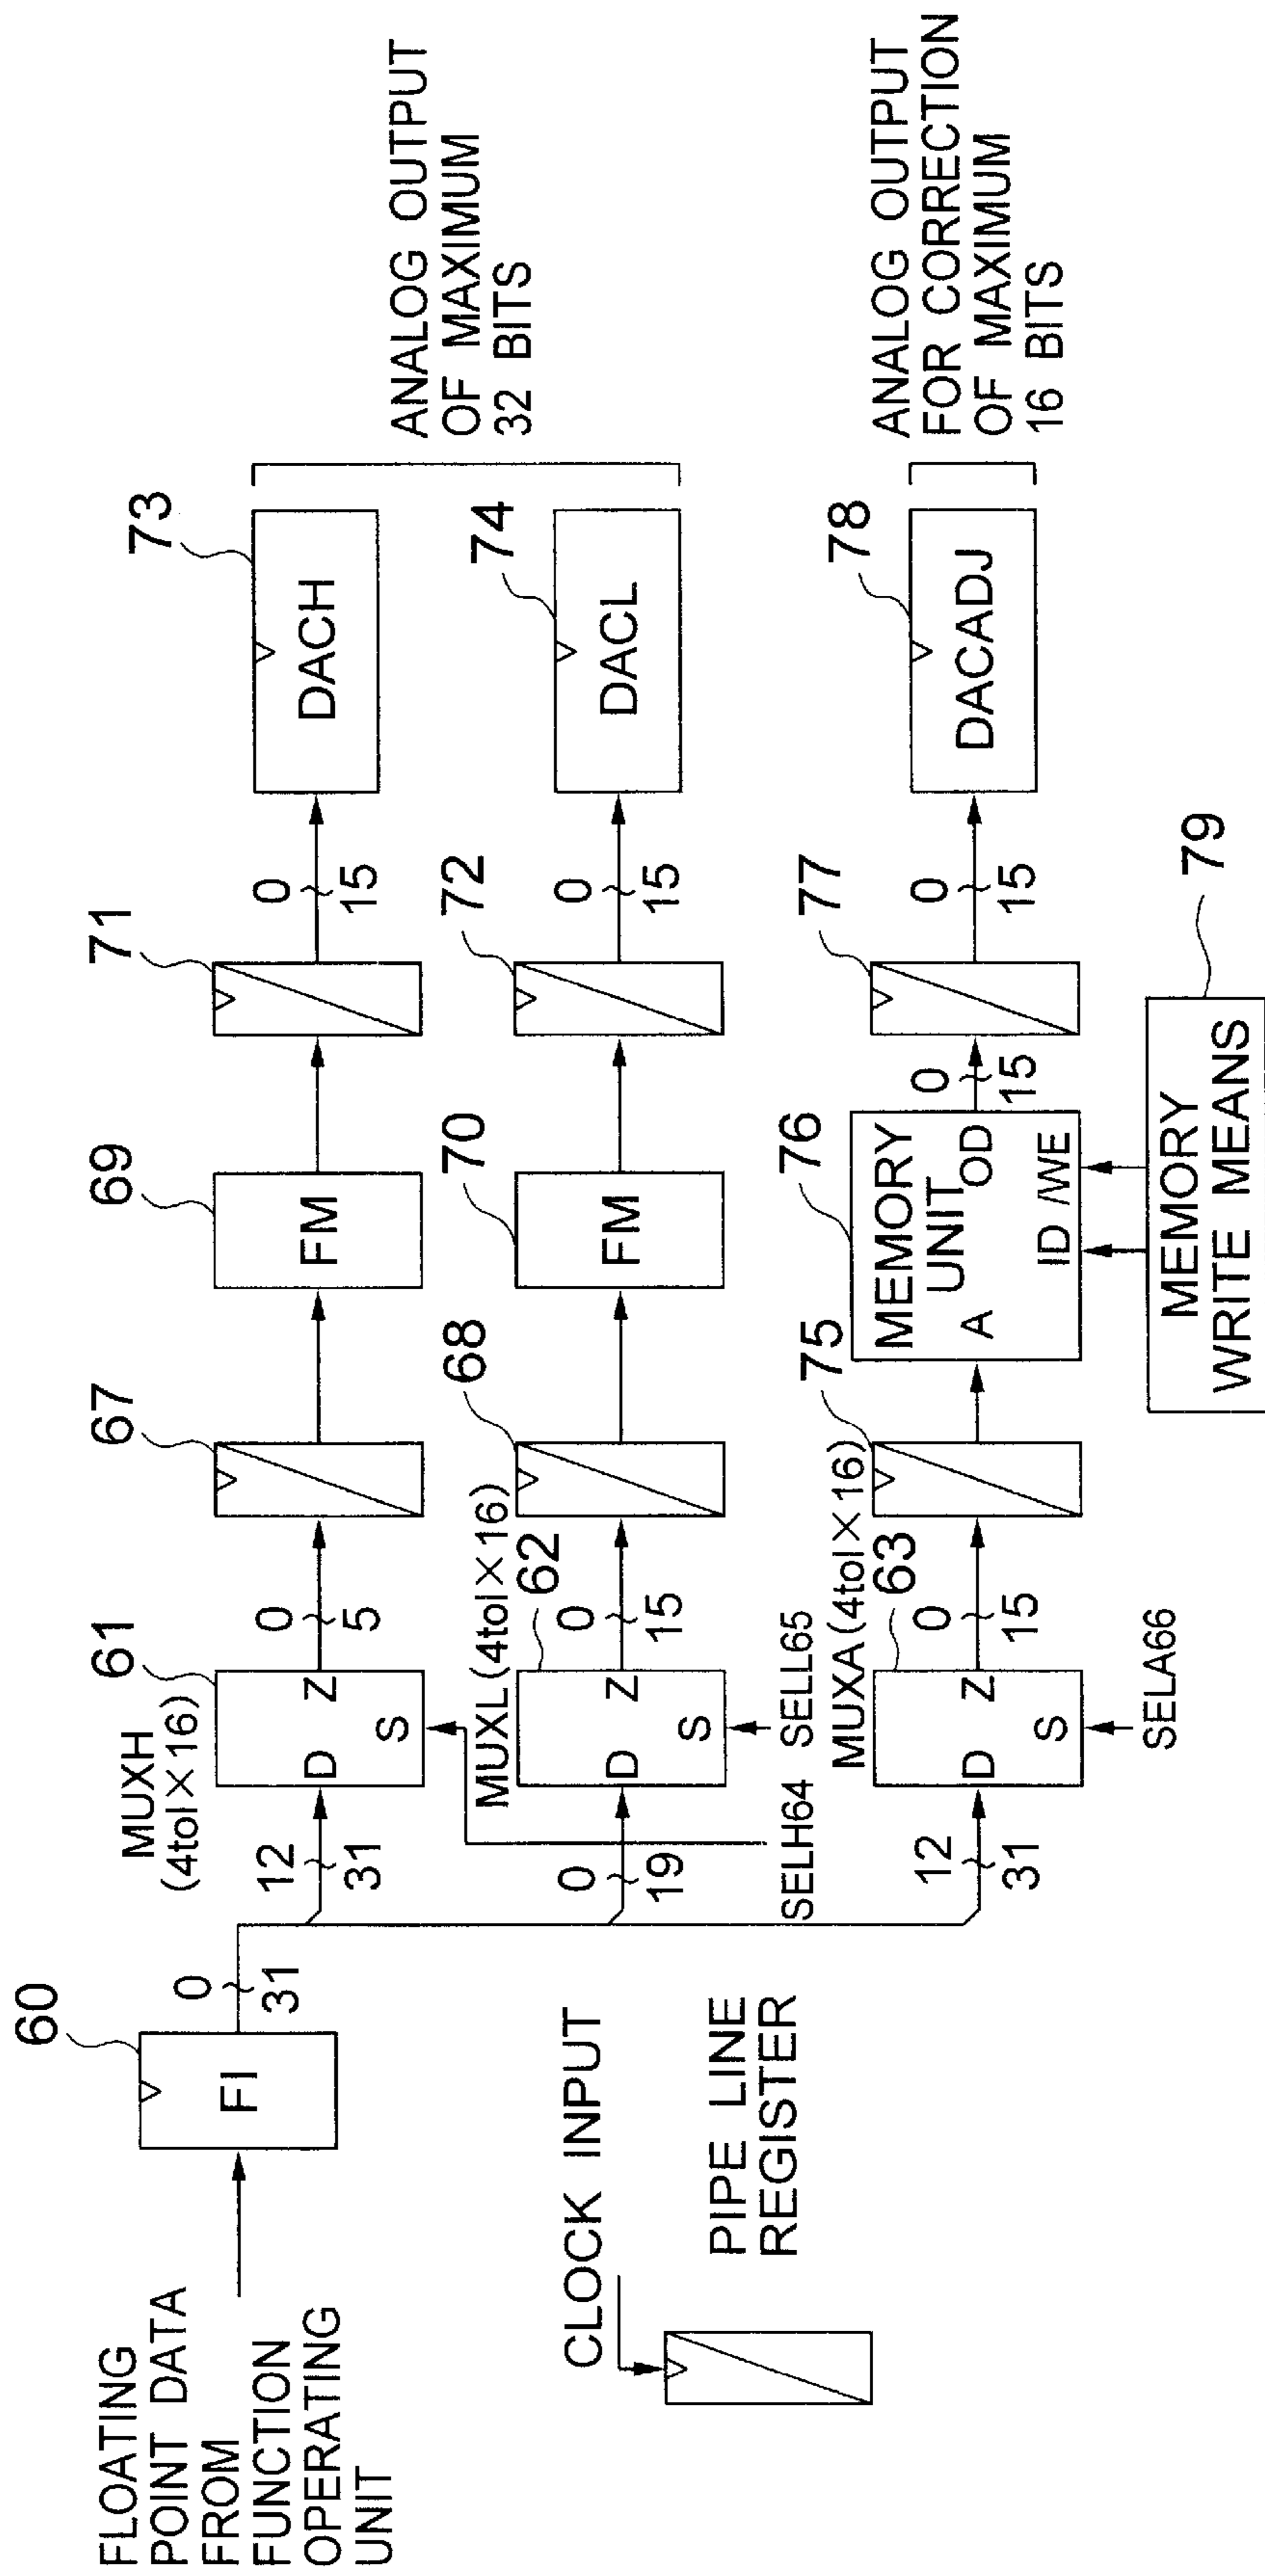 FLOATING
POINT DATA
FROM
FUNCTION
OPERATING
UNIT
60
FI
0
31
CLOCK INPUT
PIPE LINE
REGISTER
12
31
MUXH
(4tol×16)
61
D
Z
S
0
5
67
69
FM
71
0
15
73
DACH
0
19
SELH64
MUXL(4tol×16)
62
D
Z
S
SELL65
0
15
68
70
FM
72
0
15
74
DACL
ANALOG OUTPUT
OF MAXIMUM
32 BITS
12
31
MUXA(4tol×16)
63
D
Z
S
SELA66
0
15
75
76
MEMORY
UNIT
A
OD
ID /WE
0
15
77
0
15
78
DACADJ
ANALOG OUTPUT
FOR CORRECTION
OF MAXIMUM
16 BITS
79
MEMORY
WRITE MEANS